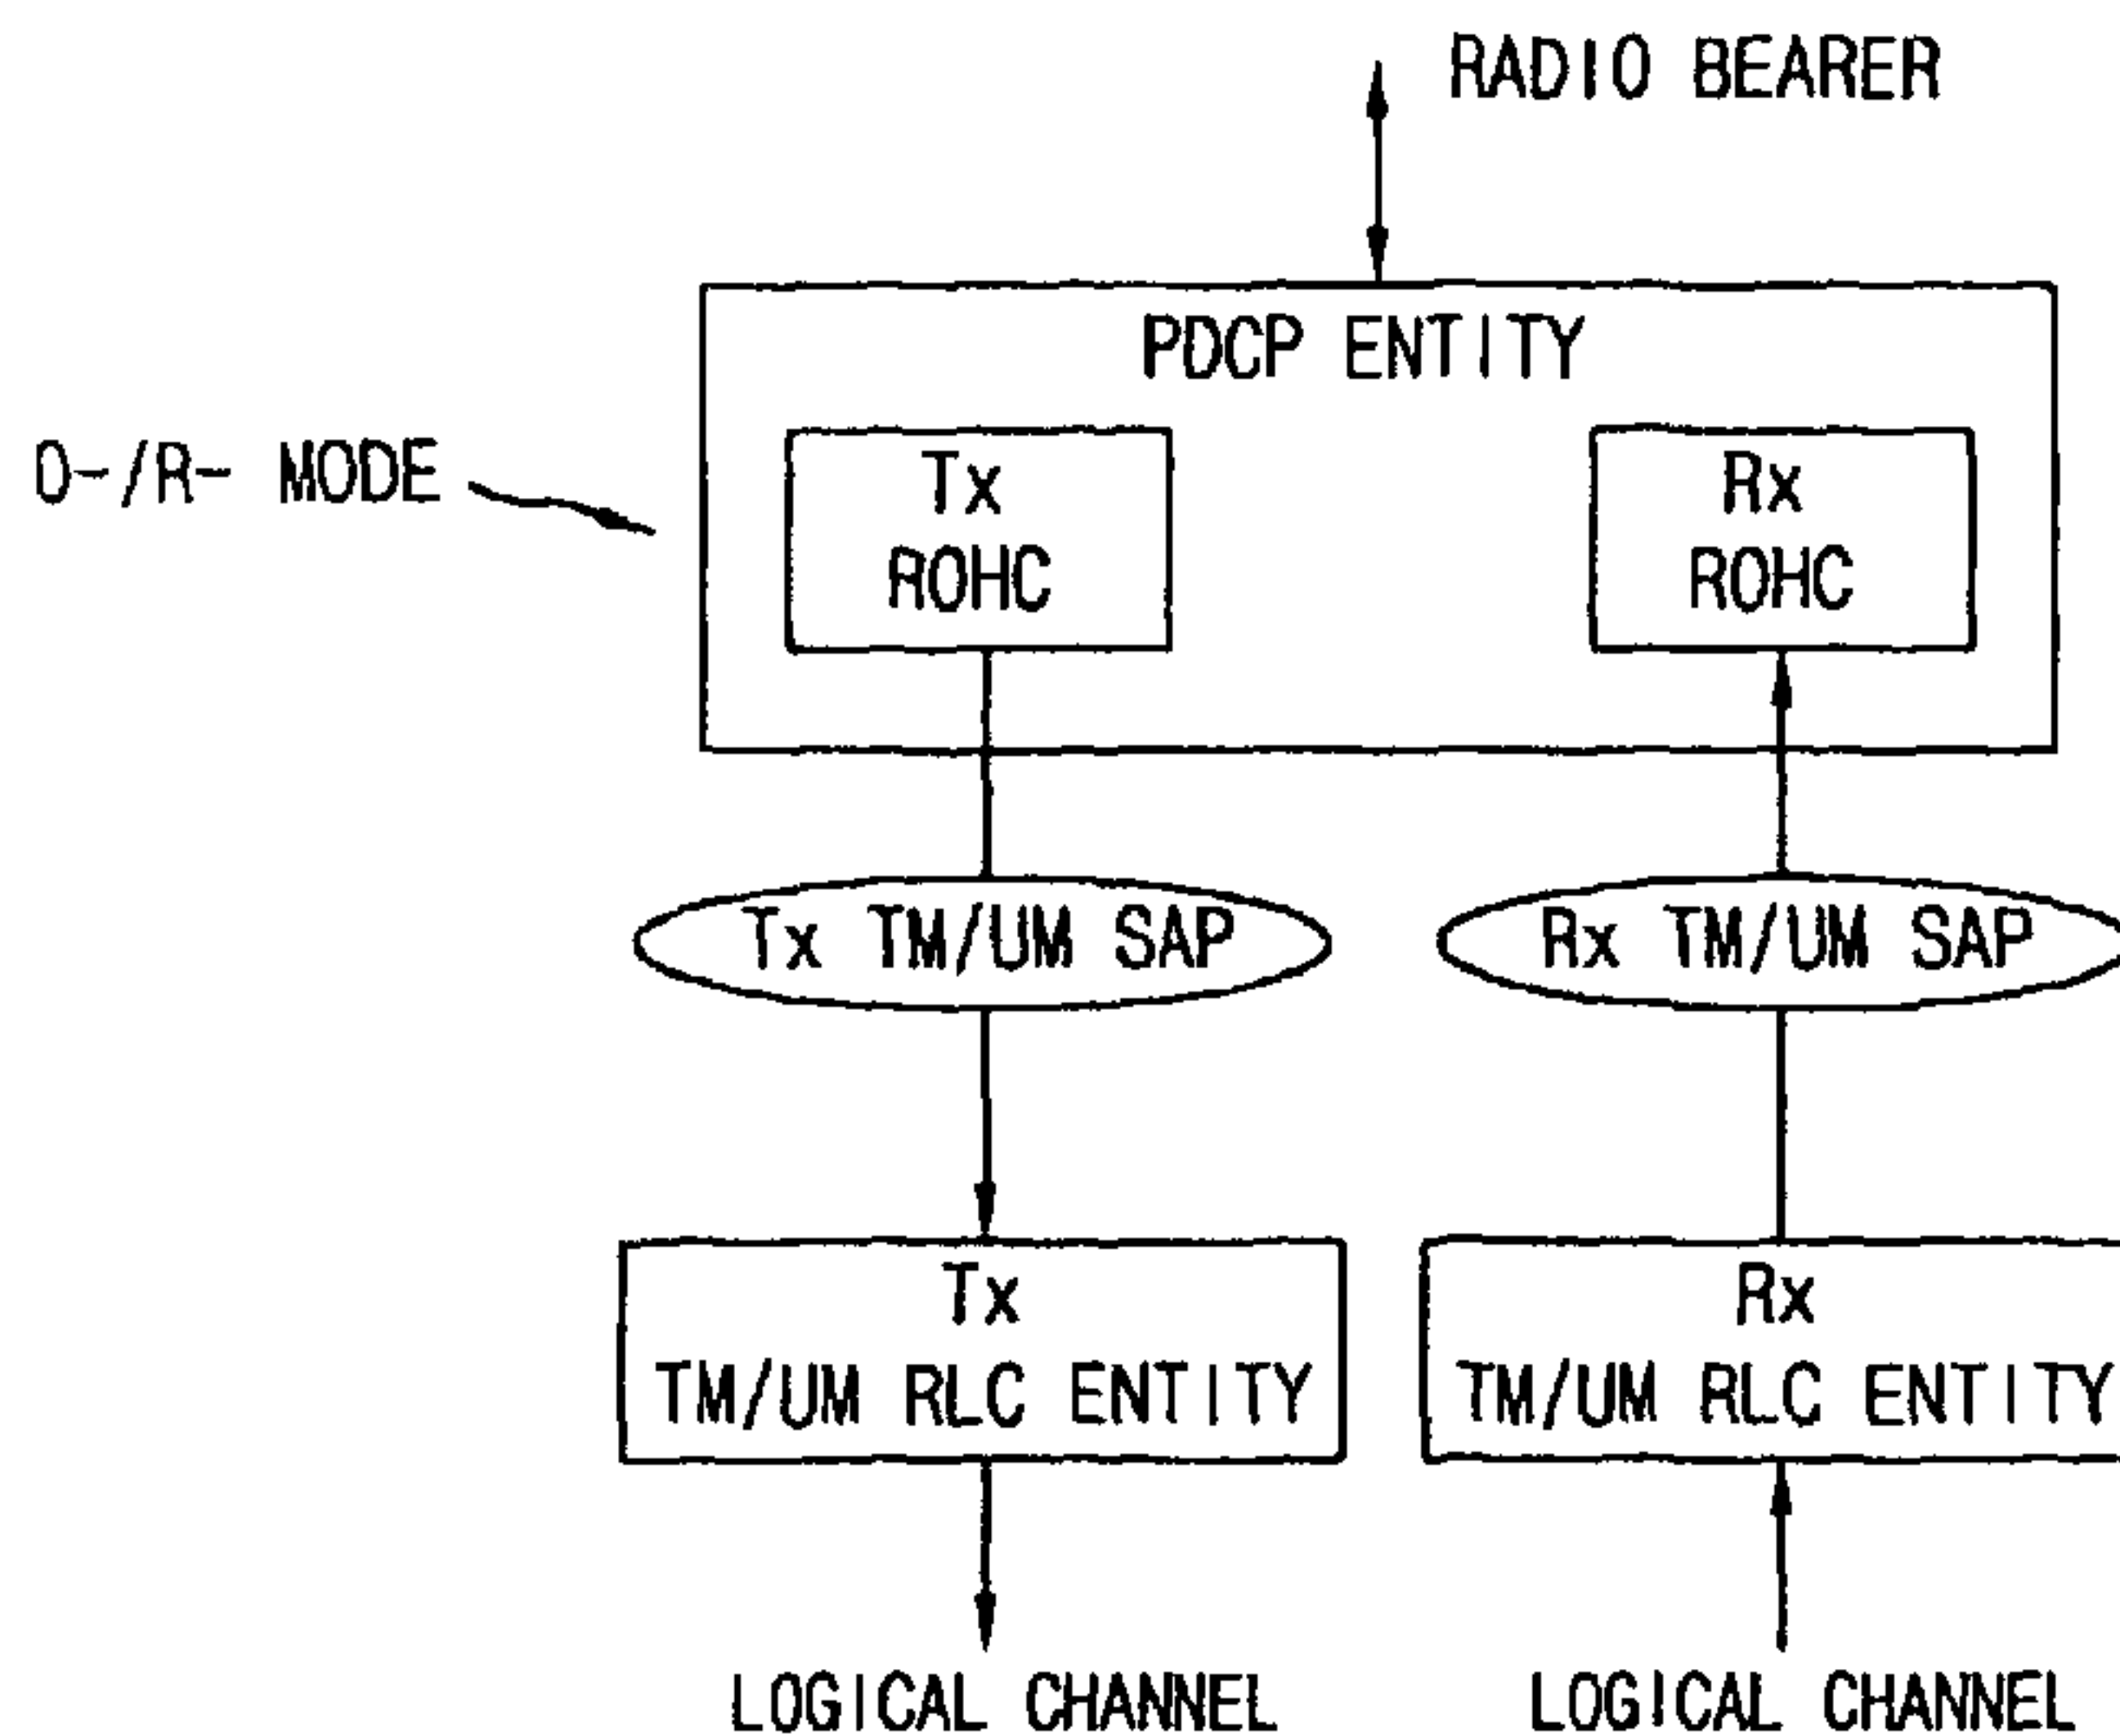 RADIO BEARER
PDCP ENTITY
O-/R- MODE
Tx
ROHC
Rx
ROHC
Tx TM/UM SAP
Rx TM/UM SAP
Tx
TM/UM RLC ENTITY
Rx
TM/UM RLC ENTITY
LOGICAL CHANNEL
LOGICAL CHANNEL